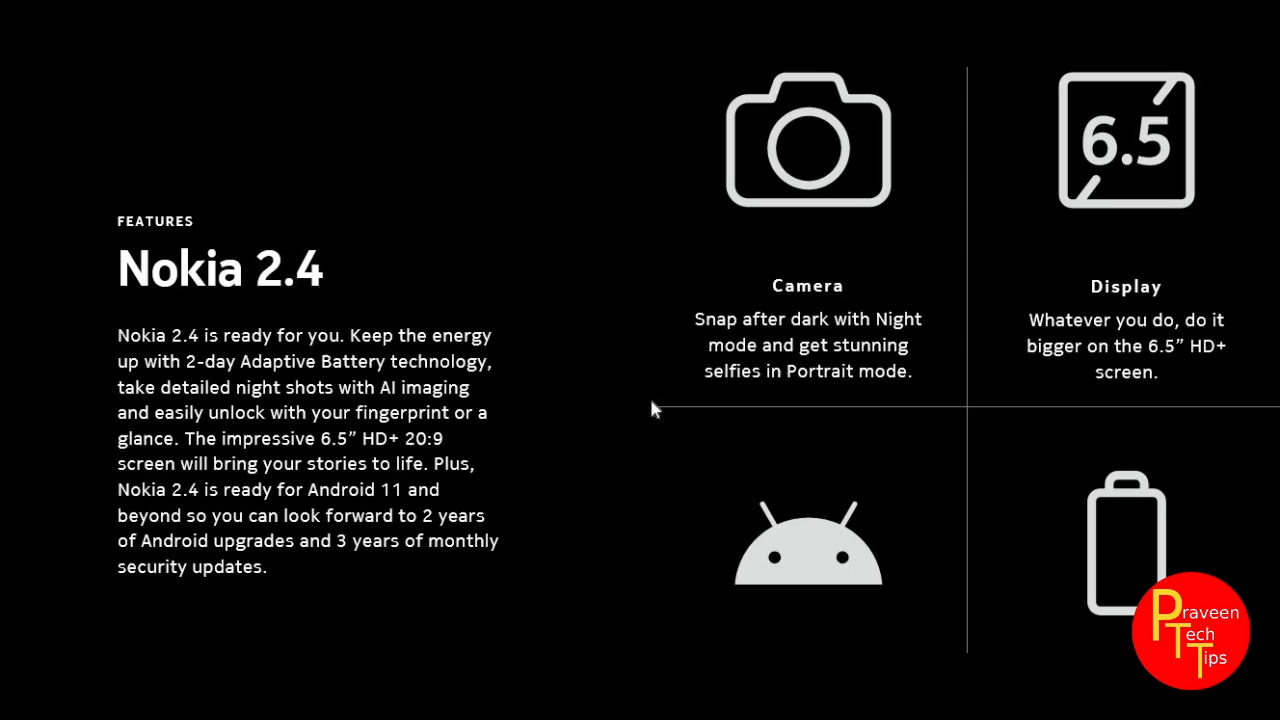 FEATURES
Nokia 2.4
Nokia 2.4 is ready for you. Keep the energy
up with 2-day Adaptive Battery technology,
take detailed night shots with AI imaging
and easily unlock with your fingerprint or a
glance. The impressive 6.5” HD+ 20:9
screen will bring your stories to life. Plus,
Nokia 2.4 is ready for Android 11 and
beyond so you can look forward to 2 years
of Android upgrades and 3 years of monthly
security updates.
Camera
Snap after dark with Night
mode and get stunning
selfies in Portrait mode.
6.5
Display
Whatever you do, do it
bigger on the 6.5” HD+
screen.
Praveen
Tech
Tips